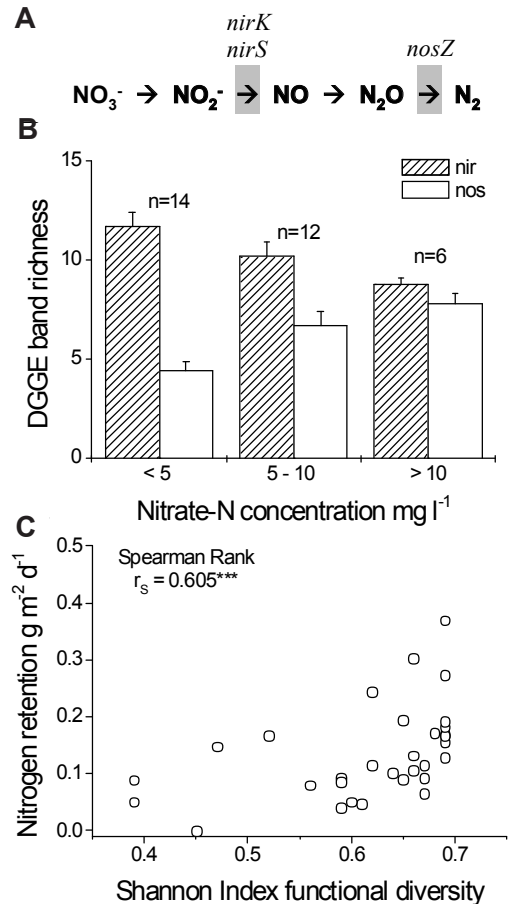 A
nirK
nirS
nosZ
NO₃⁻ → NO₂⁻ → NO → N₂O → N₂
B
15
10
5
0
DGGE band richness
nir
nos
n=14
n=12
n=6
< 5
5 - 10
> 10
Nitrate-N concentration mg l⁻¹
C
0.5
0.4
0.3
0.2
0.1
0.0
Nitrogen retention g m⁻² d⁻¹
Spearman Rank
rₛ = 0.605***
0.4
0.5
0.6
0.7
Shannon Index functional diversity